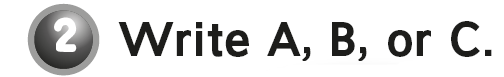 2 Write A, B, or C.